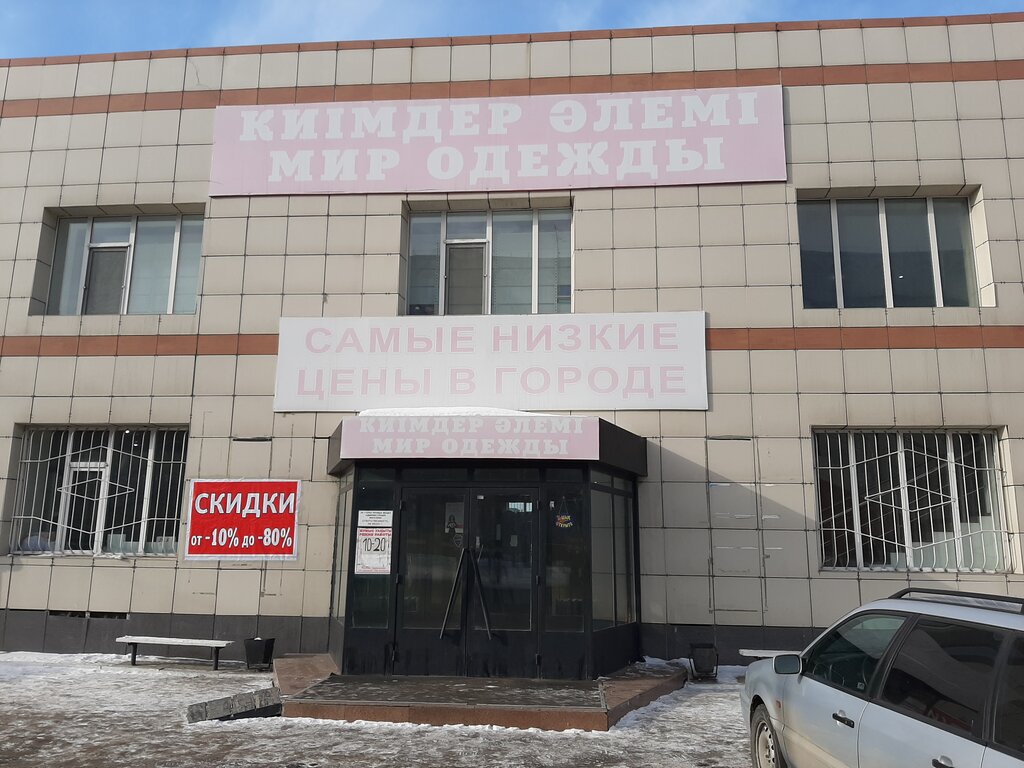 КИІМДЕР ӘЛЕМІ
МИР ОДЕЖДЫ
САМЫЕ НИЗКИЕ
ЦЕНЫ В ГОРОДЕ
КИІМДЕР ӘЛЕМІ
МИР ОДЕЖДЫ
СКИДКИ
от -10% до -80%
10-20